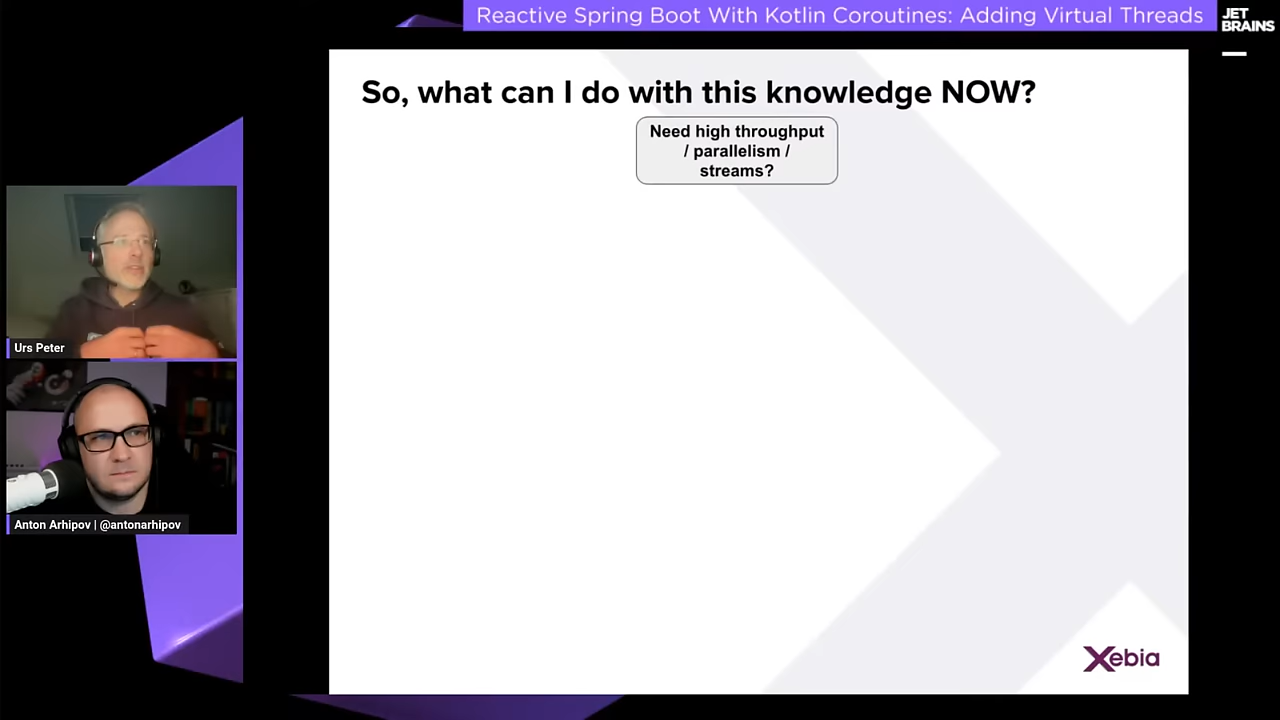 Reactive Spring Boot With Kotlin Coroutines: Adding Virtual Threads
JET
BRAINS
So, what can I do with this knowledge NOW?
Need high throughput
/ parallelism /
streams?
Urs Peter
Anton Arhipov | @antonarhipov
Xebia